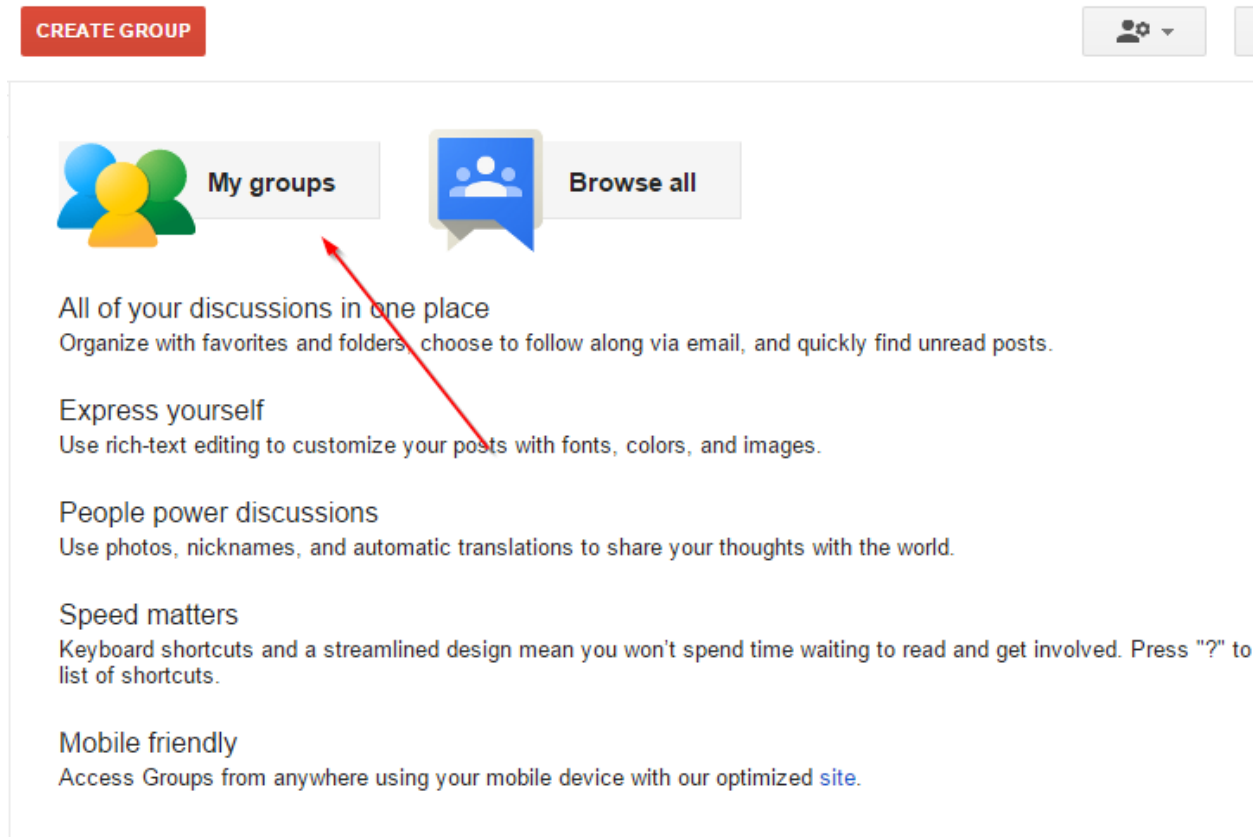 CREATE GROUP
My groups
Browse all
All of your discussions in one place
Organize with favorites and folders, choose to follow along via email, and quickly find unread posts.
Express yourself
Use rich-text editing to customize your posts with fonts, colors, and images.
People power discussions
Use photos, nicknames, and automatic translations to share your thoughts with the world.
Speed matters
Keyboard shortcuts and a streamlined design mean you won’t spend time waiting to read and get involved. Press "?" to
list of shortcuts.
Mobile friendly
Access Groups from anywhere using your mobile device with our optimized site.